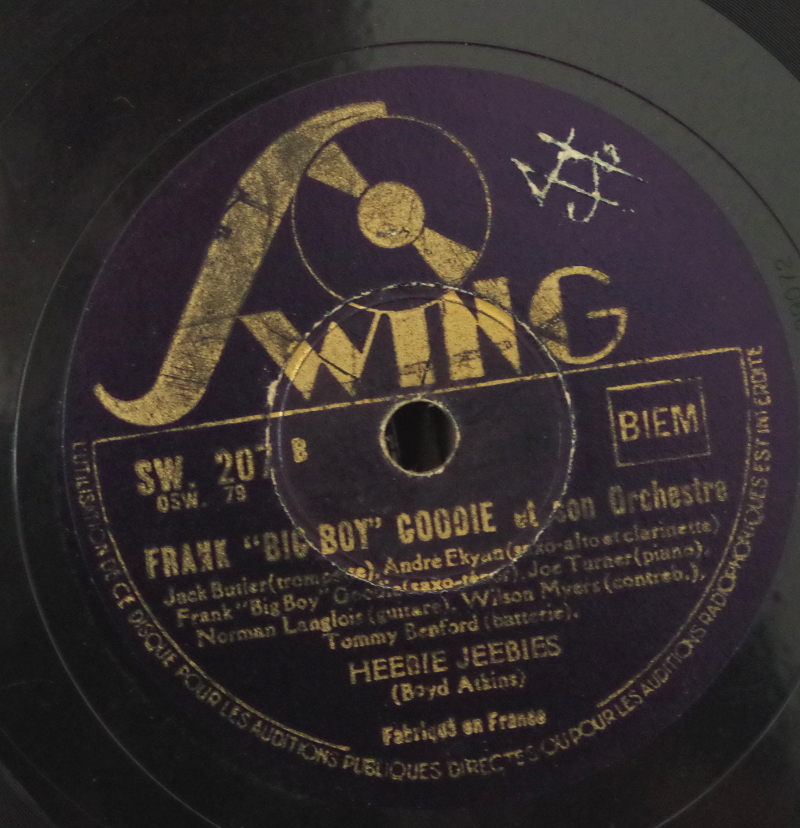 SWING
BIEM
SW. 207 B
OSW. 79
FRANK "BIG BOY" GOODIE et son Orchestre
Jack Butler (trompette), Andre Ekyan (saxo-alto et clarinette)
Frank "Big Boy" Goodie (saxo-ténor), Joe Turner (piano),
Norman Langlois (guitare), Wilson Myers (contreb.),
Tommy Benford (batterie).
HEEBIE JEEBIES
(Boyd Atkins)
Fabriqué en France
L'UTILISATION DE CE DISQUE POUR LES AUDITIONS PUBLIQUES DIRECTES OU POUR LES AUDITIONS RADIOPHONIQUES EST INTERDITE